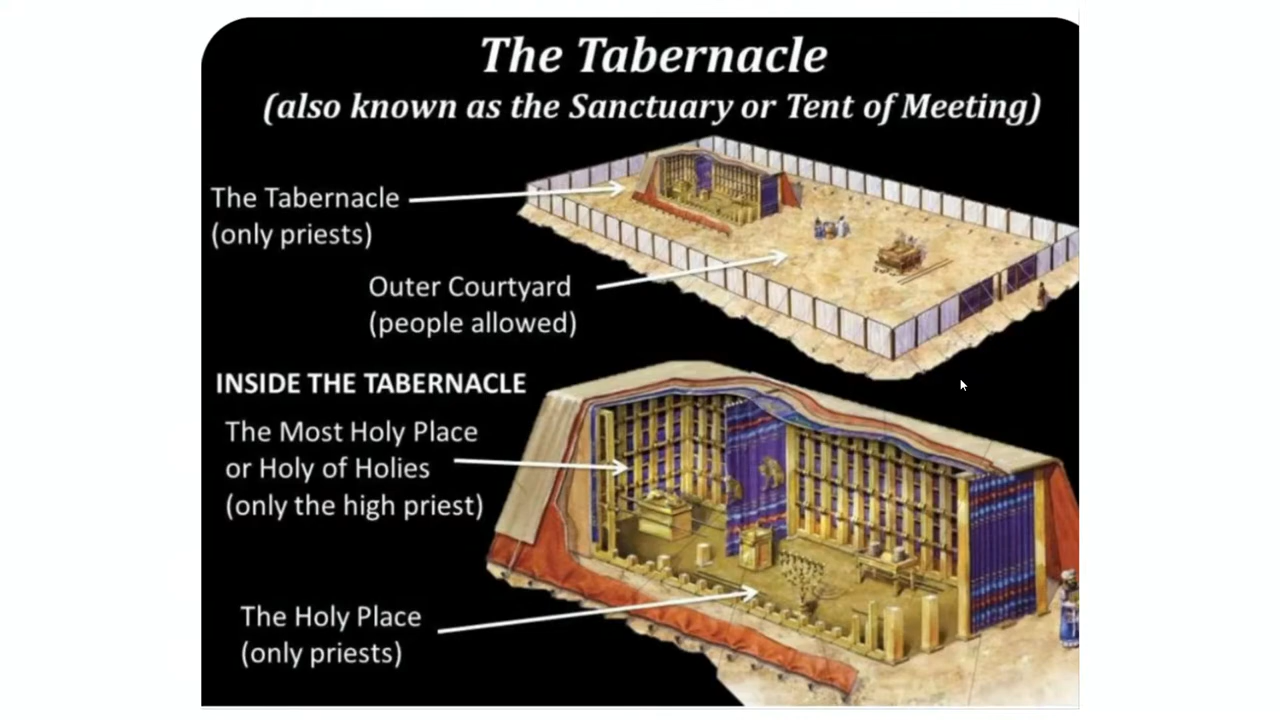 The Tabernacle
(also known as the Sanctuary or Tent of Meeting)
The Tabernacle
(only priests)
Outer Courtyard
(people allowed)
INSIDE THE TABERNACLE
The Most Holy Place
or Holy of Holies
(only the high priest)
The Holy Place
(only priests)